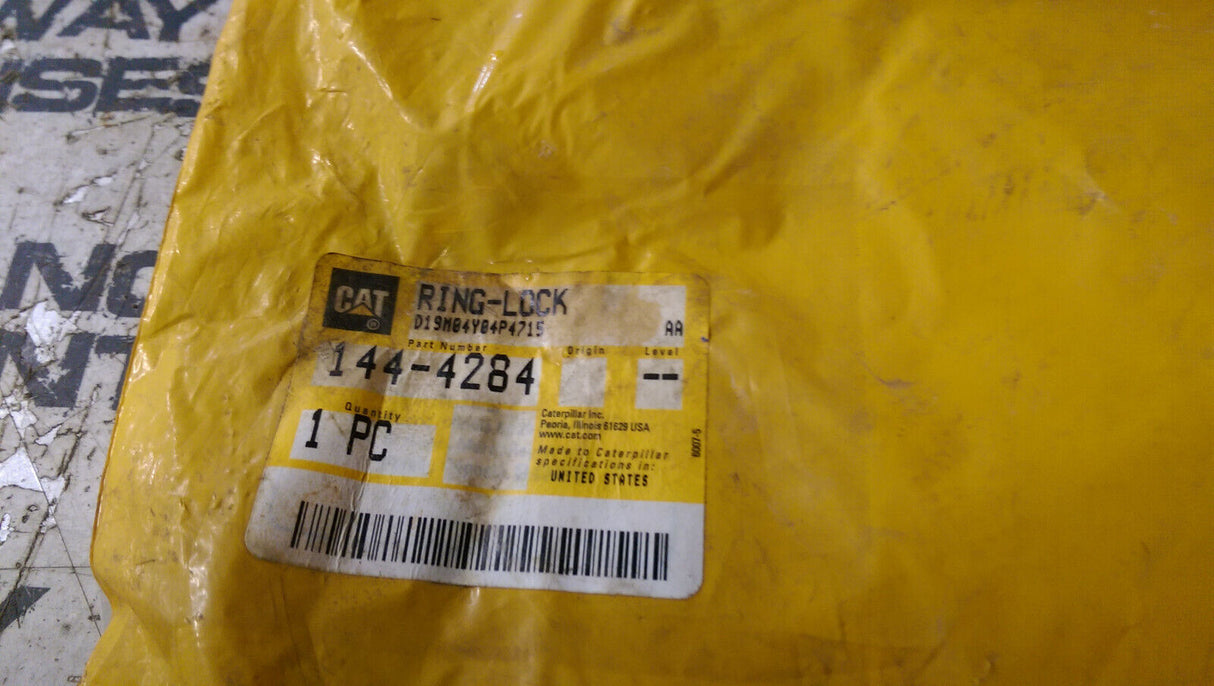 WAY
CAT
®
RING-LOCK
D19M04Y04P4715
AA
Part Number
Origin
Level
144-4284
--
Quantity
1 PC
Caterpillar Inc.
Peoria, Illinois 61629 USA
www.cat.com
Made to Caterpillar
specifications in:
UNITED STATES
6007-5